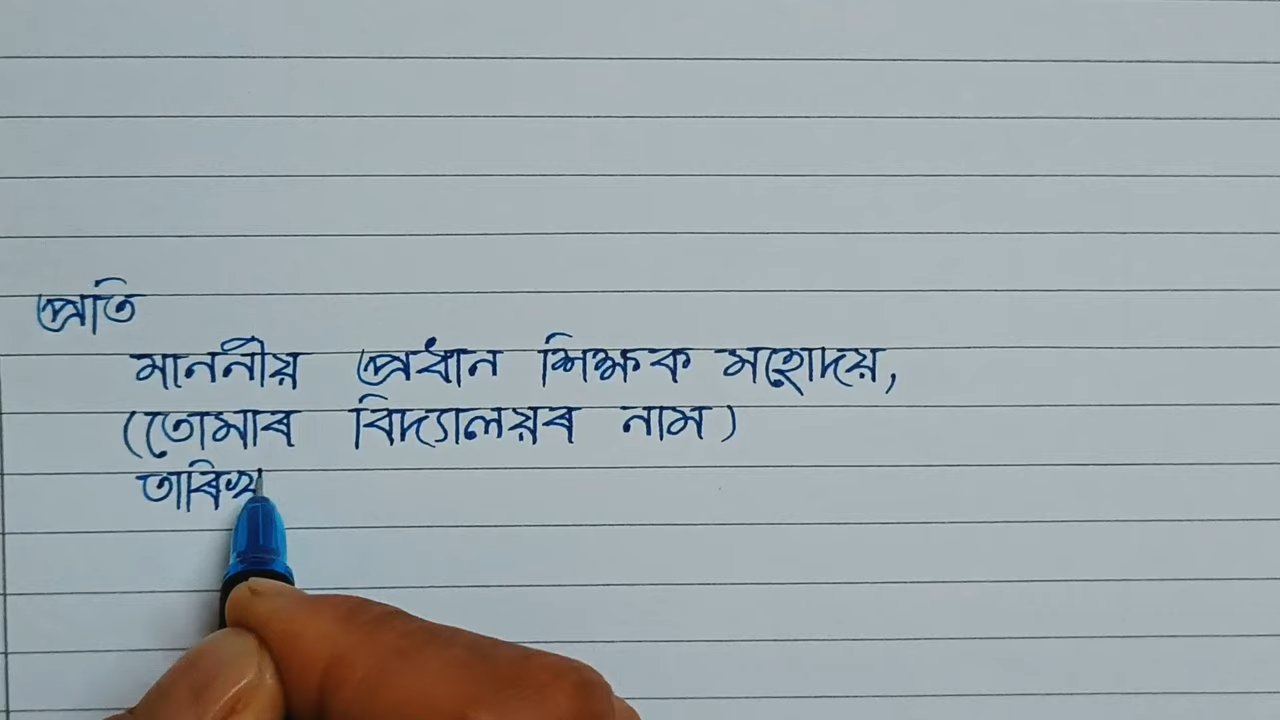 প্ৰতি
মাননীয় প্ৰধান শিক্ষক মহোদয়,
(তোমাৰ বিদ্যালয়ৰ নাম)
তাৰিখ